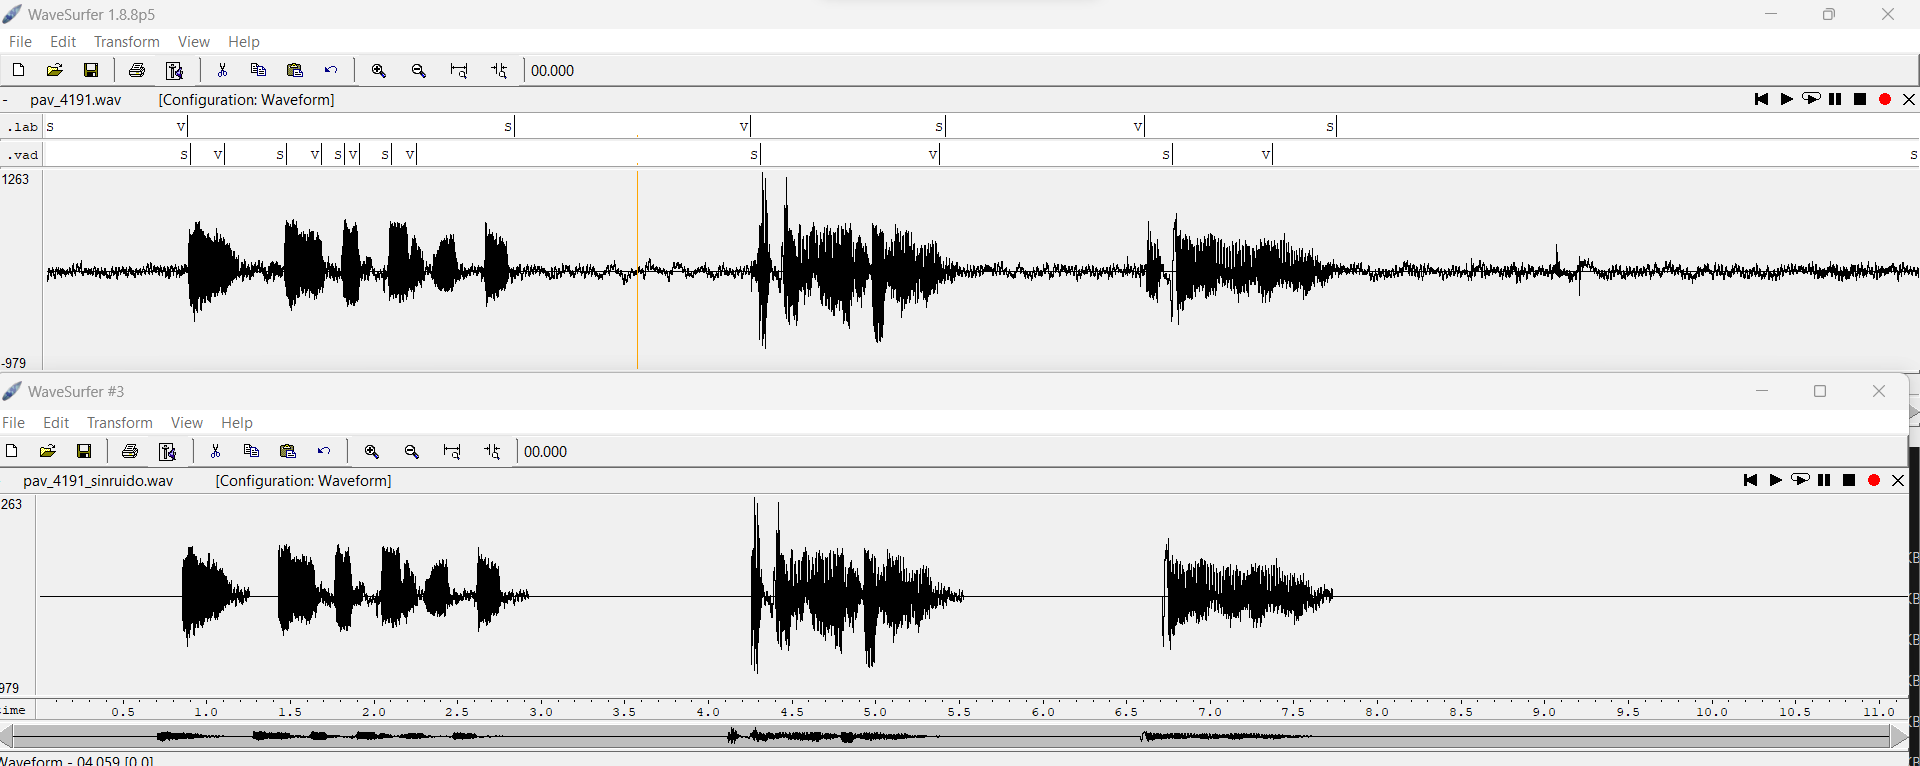 WaveSurfer 1.8.8p5
File Edit Transform View Help
00.000
- pav_4191.wav [Configuration: Waveform]
.lab S V S V S V S
.vad S V S V S V S V S V S V S
1263
-979
WaveSurfer #3
File Edit Transform View Help
00.000
pav_4191_sinruido.wav [Configuration: Waveform]
263
979
ime 0.5 1.0 1.5 2.0 2.5 3.0 3.5 4.0 4.5 5.0 5.5 6.0 6.5 7.0 7.5 8.0 8.5 9.0 9.5 10.0 10.5 11.0
Waveform - 04.059 [0.0]